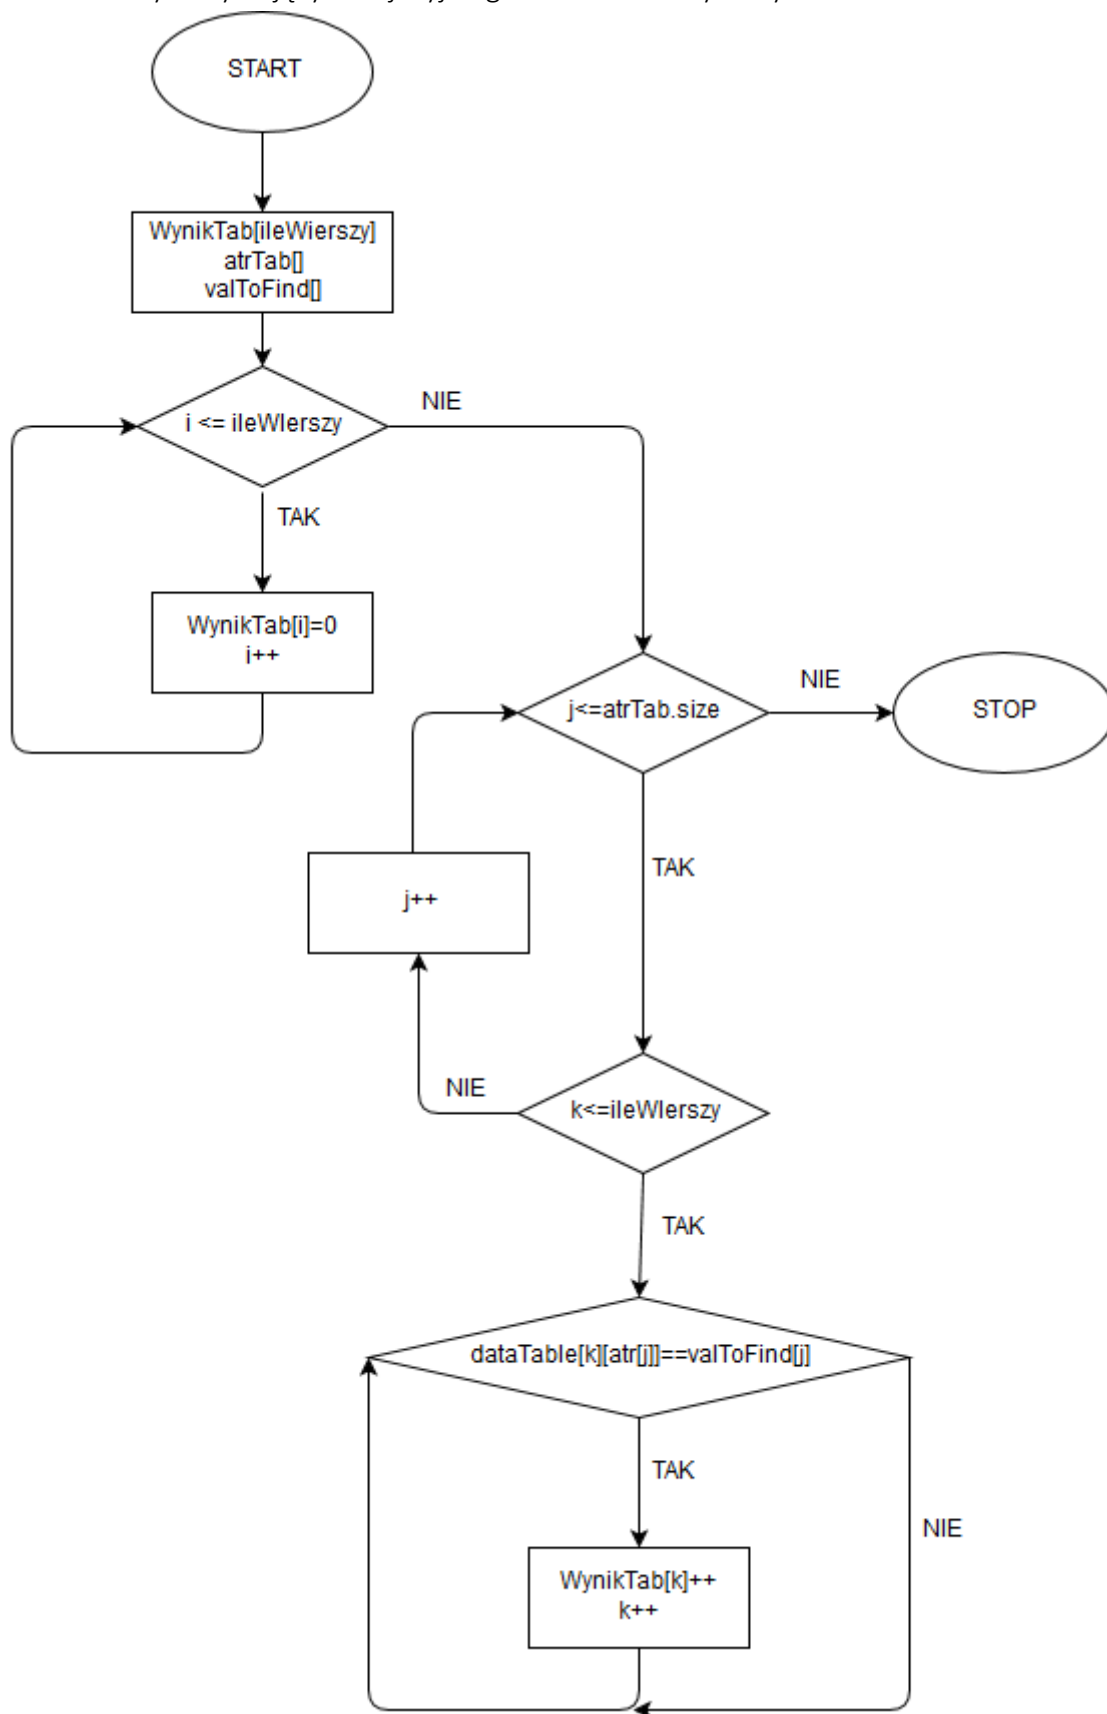 START
WynikTab[ileWierszy]
atrTab[]
valToFind[]
i <= ileWIerszy
NIE
TAK
WynikTab[i]=0
i++
j<=atrTab.size
NIE
STOP
TAK
j++
NIE
k<=ileWIerszy
TAK
dataTable[k][atr[j]]==valToFind[j]
TAK
NIE
WynikTab[k]++
k++